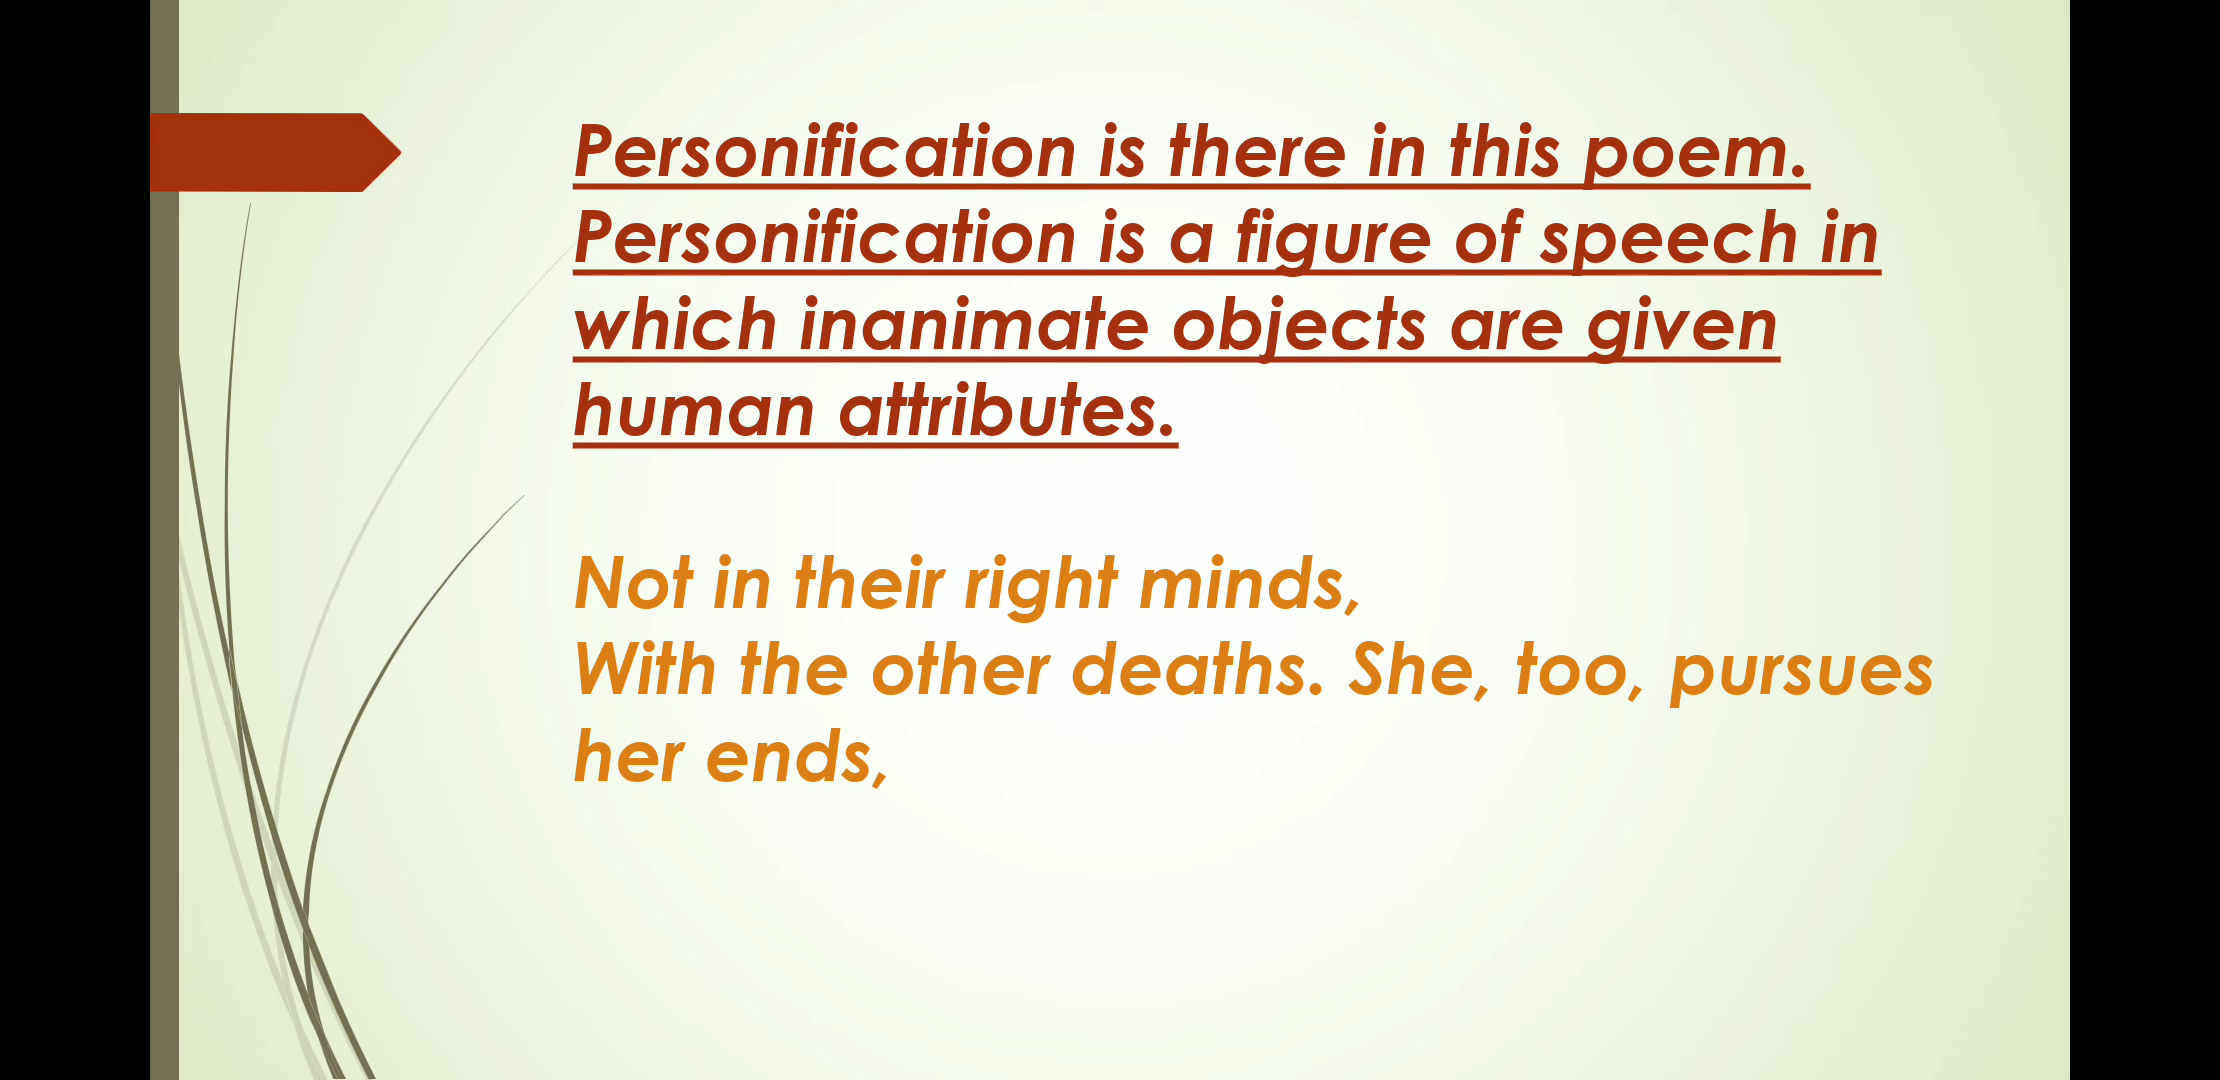 Personification is there in this poem.
Personification is a figure of speech in
which inanimate objects are given
human attributes.
Not in their right minds,
With the other deaths. She, too, pursues
her ends,